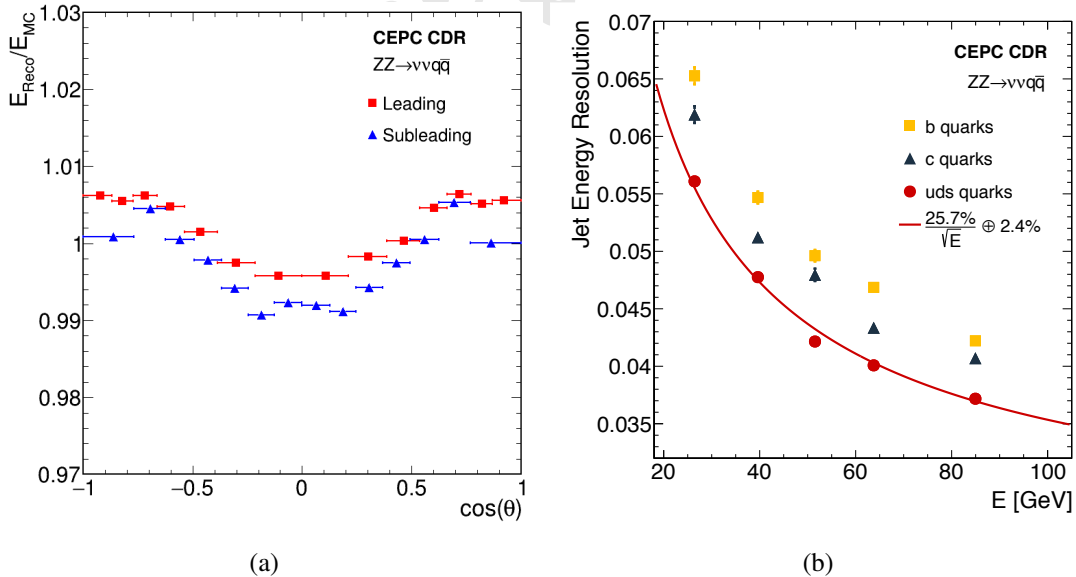 1.03
1.02
1.01
1
0.99
0.98
0.97
E_Reco/E_MC
CEPC CDR
ZZ→ννqq̅
Leading
Subleading
−1 −0.5 0 0.5 1
cos(θ)
(a)
0.07
0.065
0.06
0.055
0.05
0.045
0.04
0.035
Jet Energy Resolution
CEPC CDR
ZZ→ννqq̅
b quarks
c quarks
uds quarks
25.7%/√E ⊕ 2.4%
20 40 60 80 100
E [GeV]
(b)